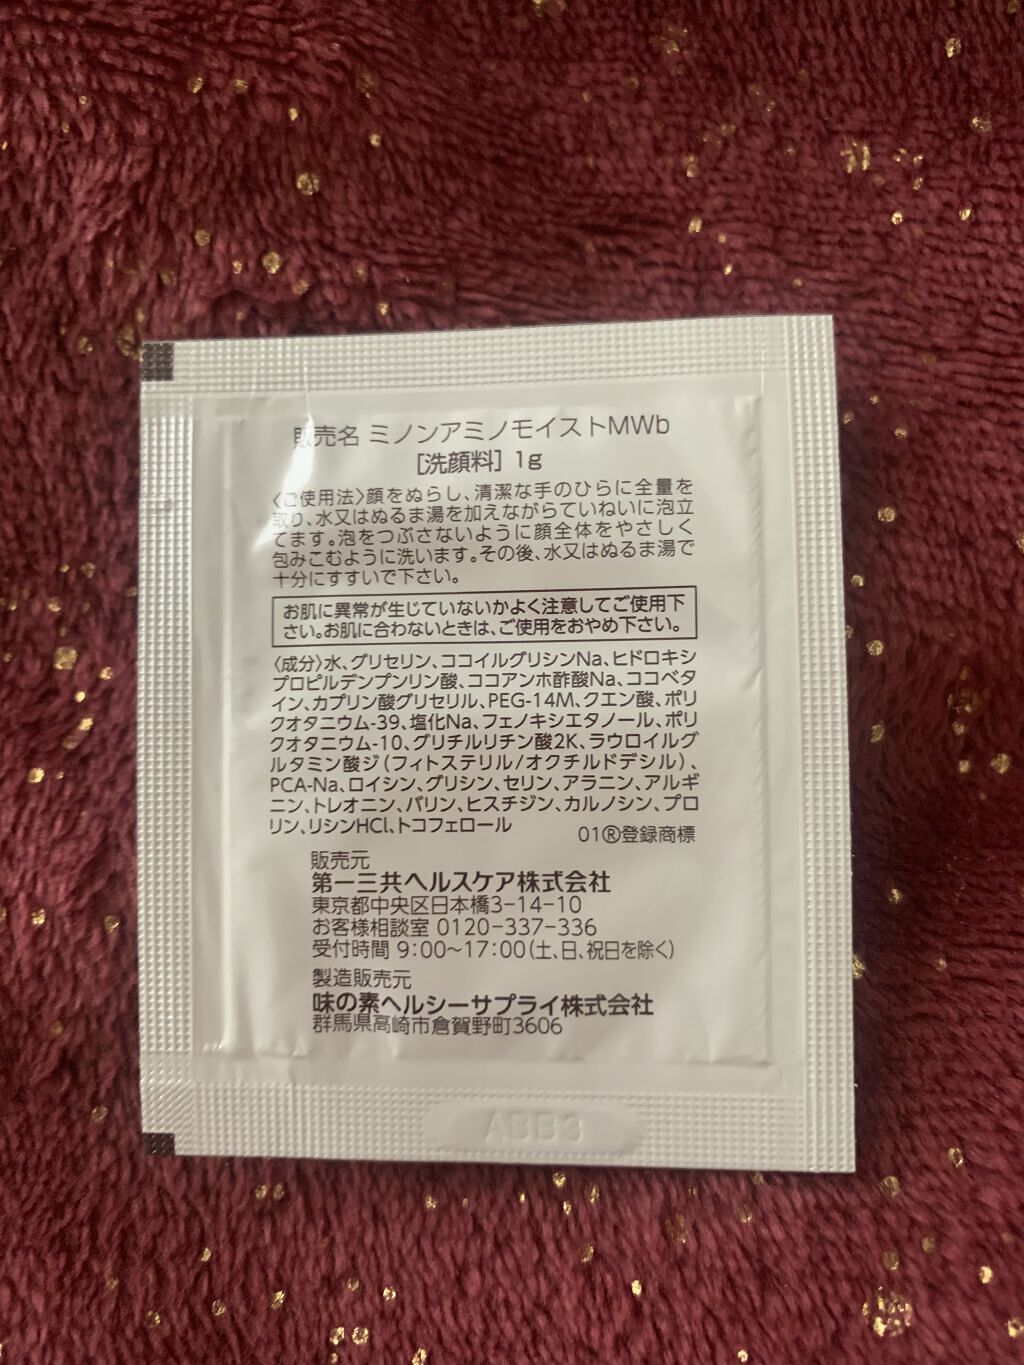 販売名 ミノンアミノモイストMWb
[洗顔料] 1g
〈ご使用法〉顔をぬらし、清潔な手のひらに全量を
取り、水又はぬるま湯を加えながらていねいに泡立
てます。泡をつぶさないように顔全体をやさしく
包みこむように洗います。その後、水又はぬるま湯で
十分にすすいで下さい。
お肌に異常が生じていないかよく注意してご使用下
さい。お肌に合わないときは、ご使用をおやめ下さい。
〈成分〉水、グリセリン、ココイルグリシンNa、ヒドロキシ
プロピルデンプンリン酸、ココアンホ酢酸Na、ココベタ
イン、カプリン酸グリセリル、PEG-14M、クエン酸、ポリ
クオタニウム-39、塩化Na、フェノキシエタノール、ポリ
クオタニウム-10、グリチルリチン酸2K、ラウロイルグ
ルタミン酸ジ(フィトステリル/オクチルドデシル)、
PCA-Na、ロイシン、グリシン、セリン、アラニン、アルギ
ニン、トレオニン、バリン、ヒスチジン、カルノシン、プロ
リン、リシンHCl、トコフェロール
01®登録商標
販売元
第一三共ヘルスケア株式会社
東京都中央区日本橋3-14-10
お客様相談室 0120-337-336
受付時間 9:00〜17:00(土、日、祝日を除く)
製造販売元
味の素ヘルシーサプライ株式会社
群馬県高崎市倉賀野町3606
ABB3